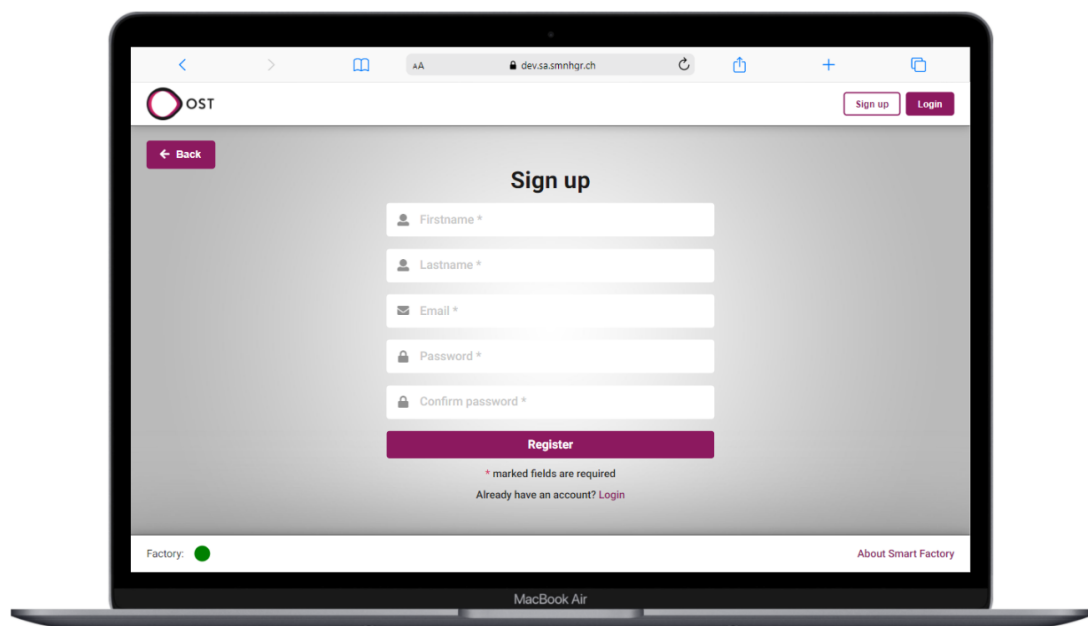 AA
dev.sa.smnhgr.ch
OST
Sign up
Login
Back
Sign up
Firstname *
Lastname *
Email *
Password *
Confirm password *
Register
* marked fields are required
Already have an account? Login
Factory:
About Smart Factory
MacBook Air